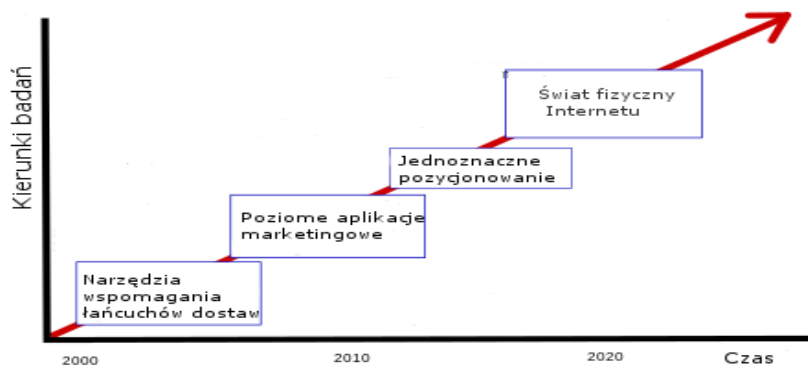 Kierunki badań
Świat fizyczny
Internetu
Jednoznaczne
pozycjonowanie
Poziome aplikacje
marketingowe
Narzędzia
wspomagania
łańcuchów dostaw
2000
2010
2020
Czas